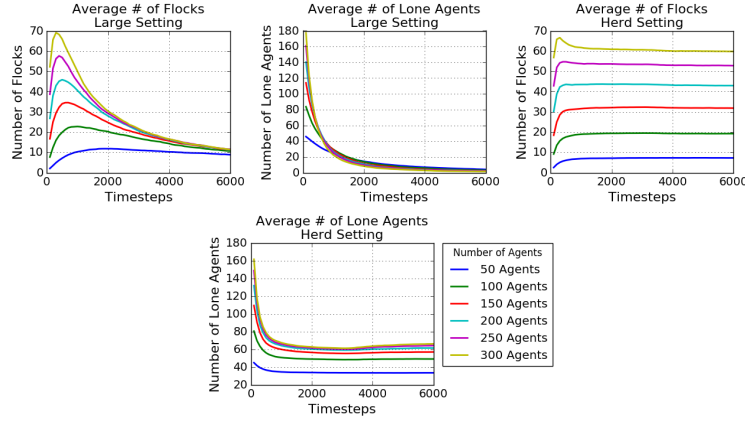 Average # of Flocks
Large Setting
Number of Flocks
70
60
50
40
30
20
10
0
0
2000
4000
6000
Timesteps
Average # of Lone Agents
Large Setting
Number of Lone Agents
180
160
140
120
100
80
60
40
20
0
0
2000
4000
6000
Timesteps
Average # of Flocks
Herd Setting
Number of Flocks
70
60
50
40
30
20
10
0
0
2000
4000
6000
Timesteps
Average # of Lone Agents
Herd Setting
Number of Lone Agents
180
160
140
120
100
80
60
40
20
0
2000
4000
6000
Timesteps
Number of Agents
50 Agents
100 Agents
150 Agents
200 Agents
250 Agents
300 Agents